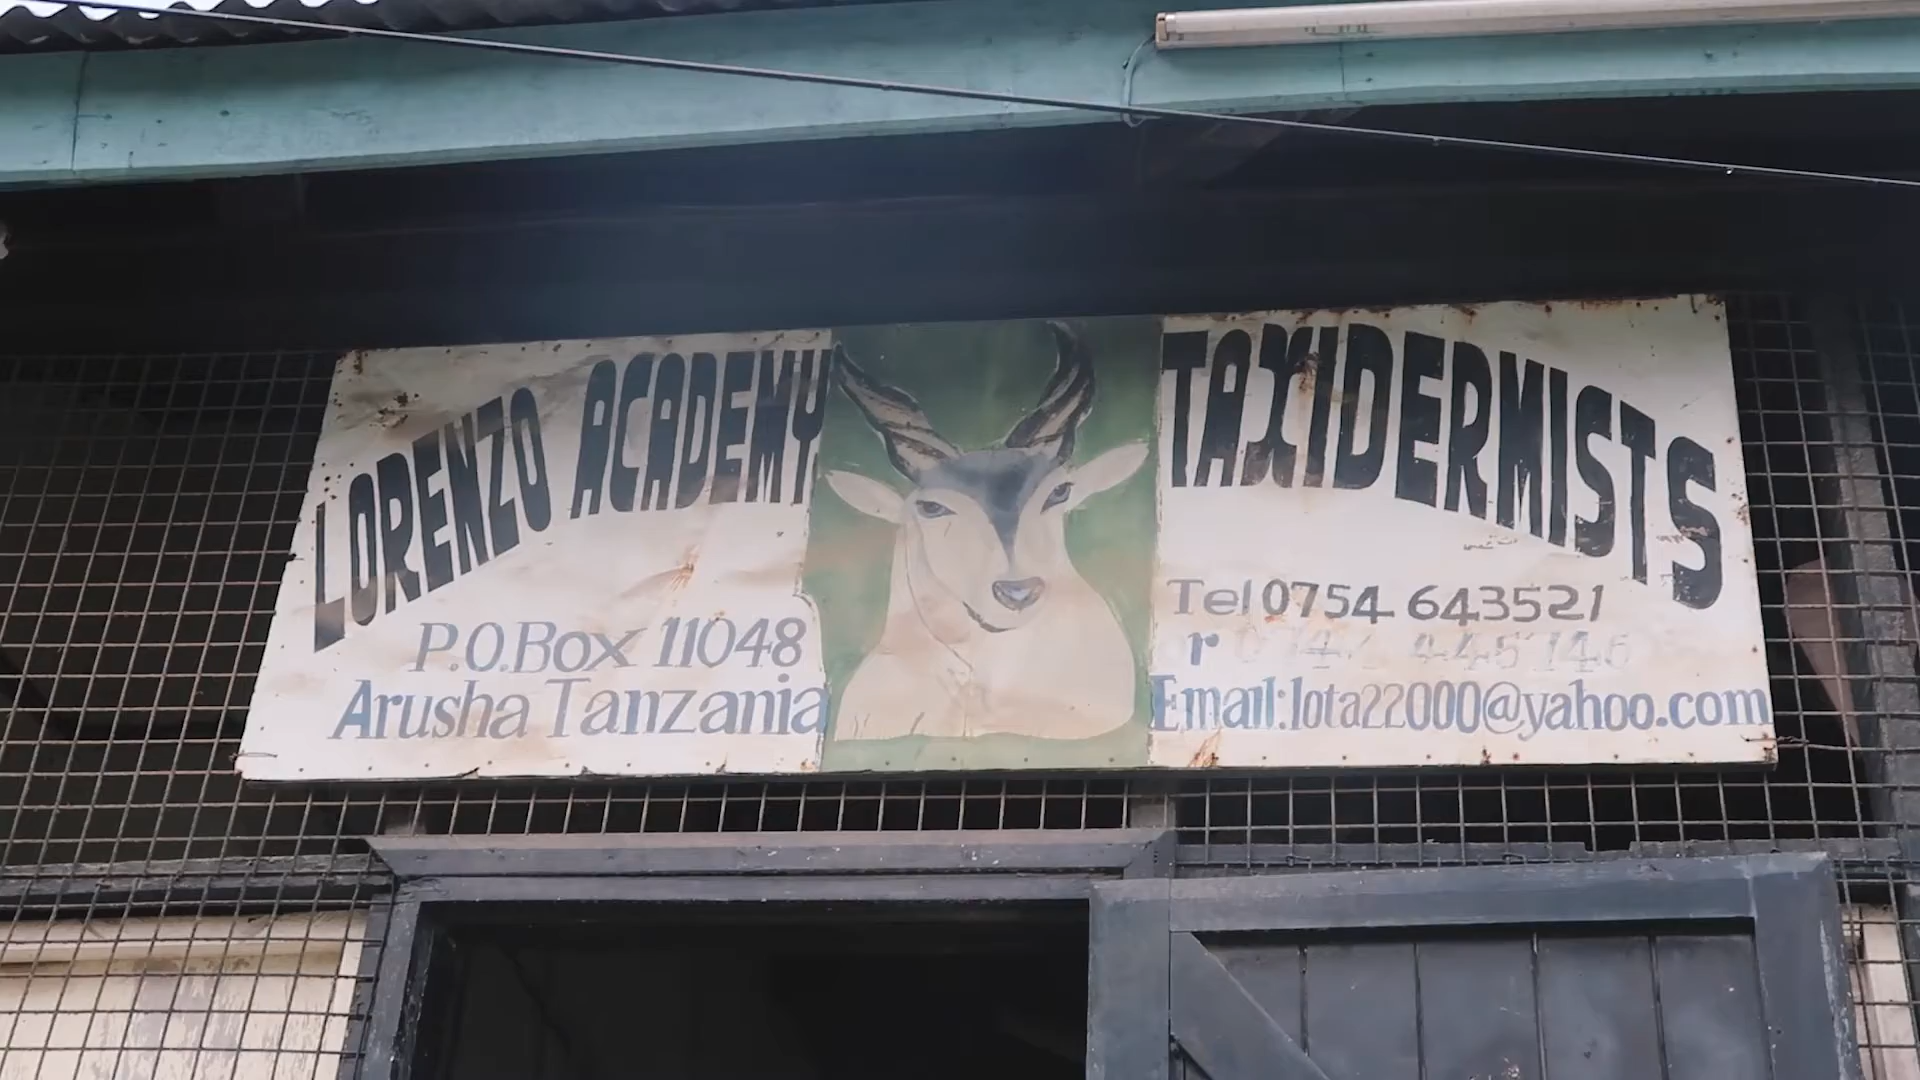 LORENZO ACADEMY TAXIDERMISTS
P.O.Box 11048
Arusha Tanzania
Tel 0754 643521
r
Email:lota22000@yahoo.com